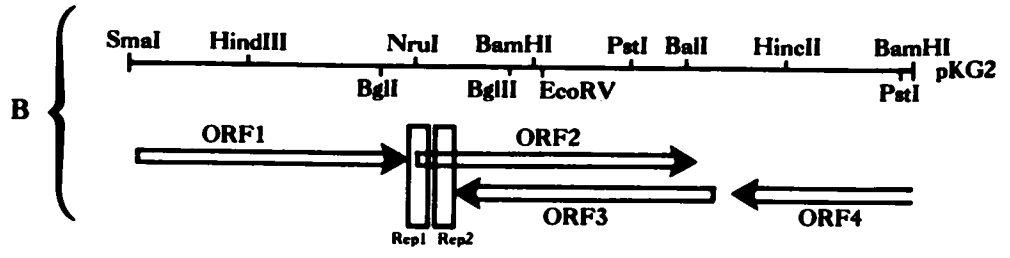 B
SmaI HindIII NruI BamHI PstI BalI HincII BamHI
pKG2
BglI BglII EcoRV PstI
ORF1 ORF2
ORF3 ORF4
Rep1 Rep2